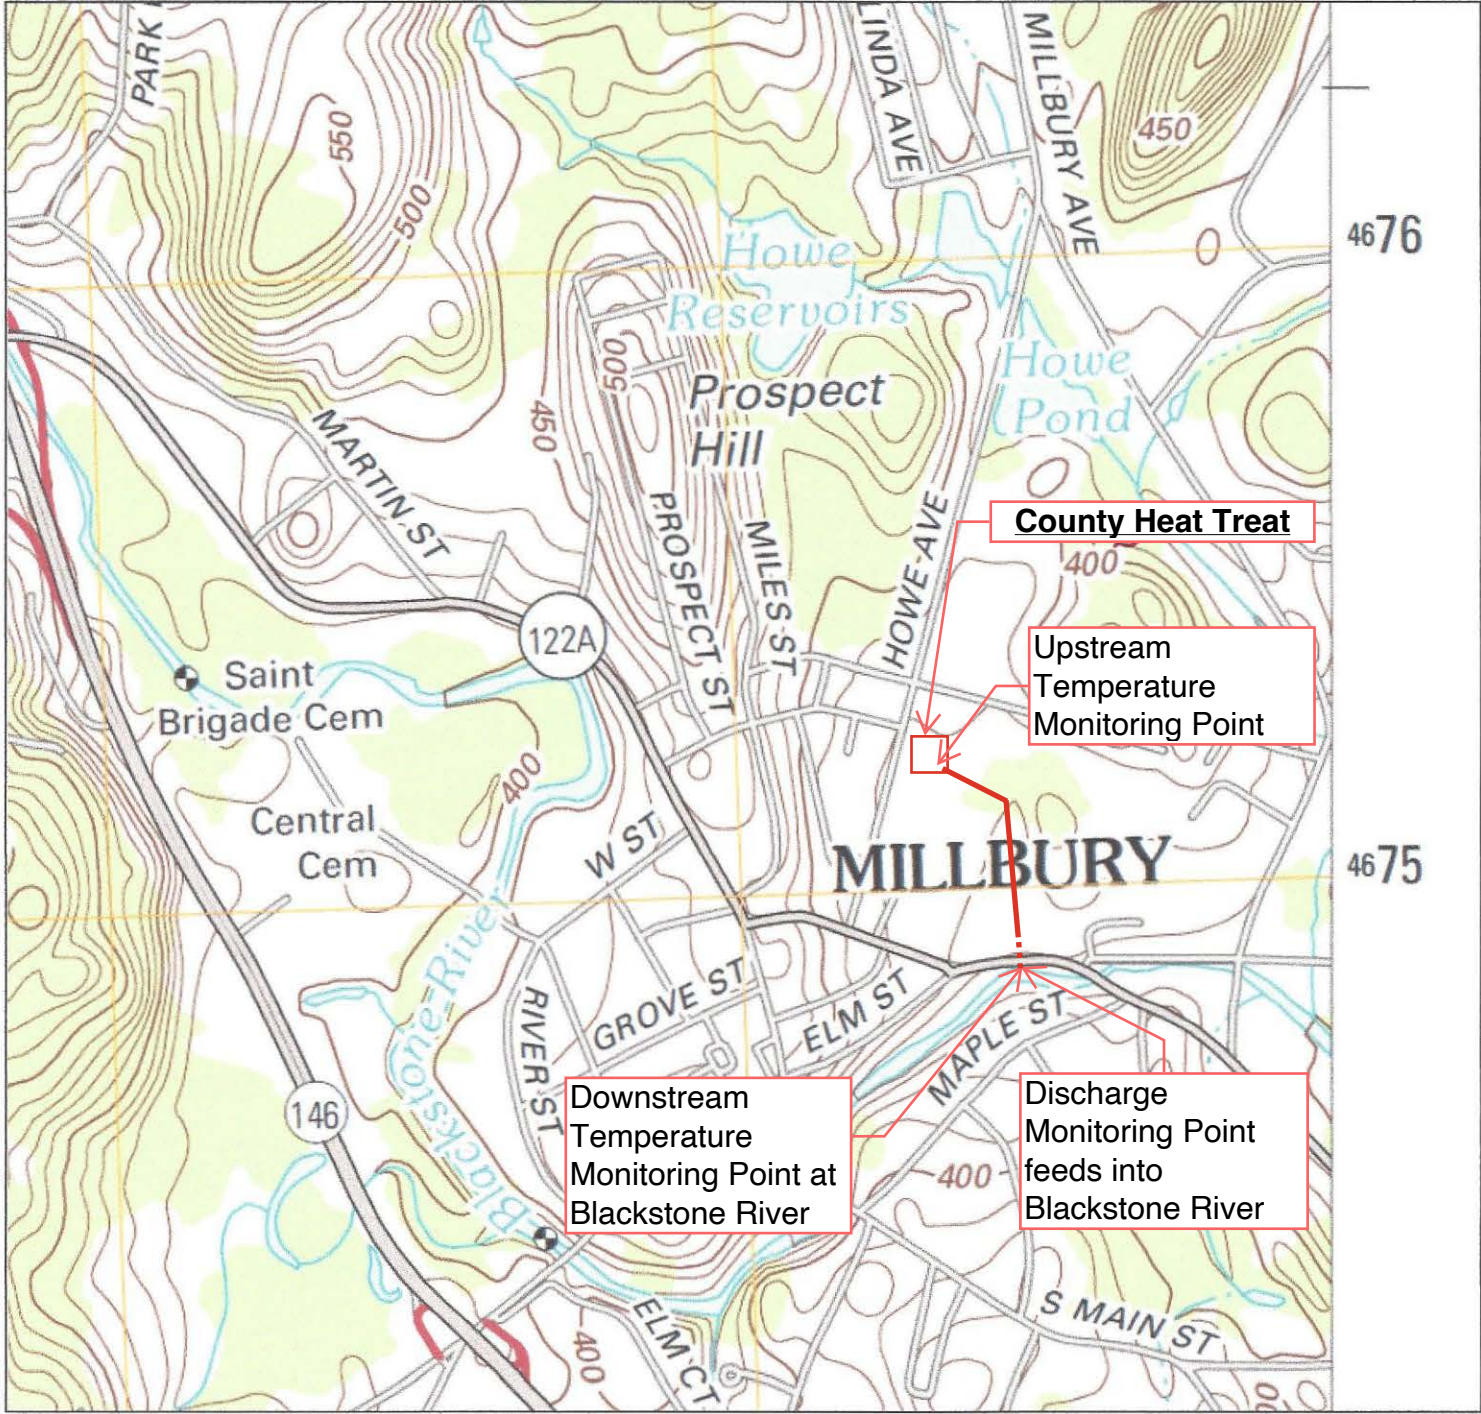 PARK
LINDA AVE
MILLBURY AVE
550
450
500
4676
Howe
Reservoirs
500
Howe
Pond
Prospect
Hill
450
MARTIN ST
PROSPECT ST
MILES ST
HOWE AVE
County Heat Treat
400
122A
Upstream
Temperature
Monitoring Point
Saint
Brigade Cem
400
Central
Cem
W ST
MILLBURY
4675
Blackstone River
RIVER ST
GROVE ST
ELM ST
MAPLE ST
146
Downstream
Temperature
Monitoring Point at
Blackstone River
Discharge
Monitoring Point
feeds into
Blackstone River
400
S MAIN ST
ELM CT
400